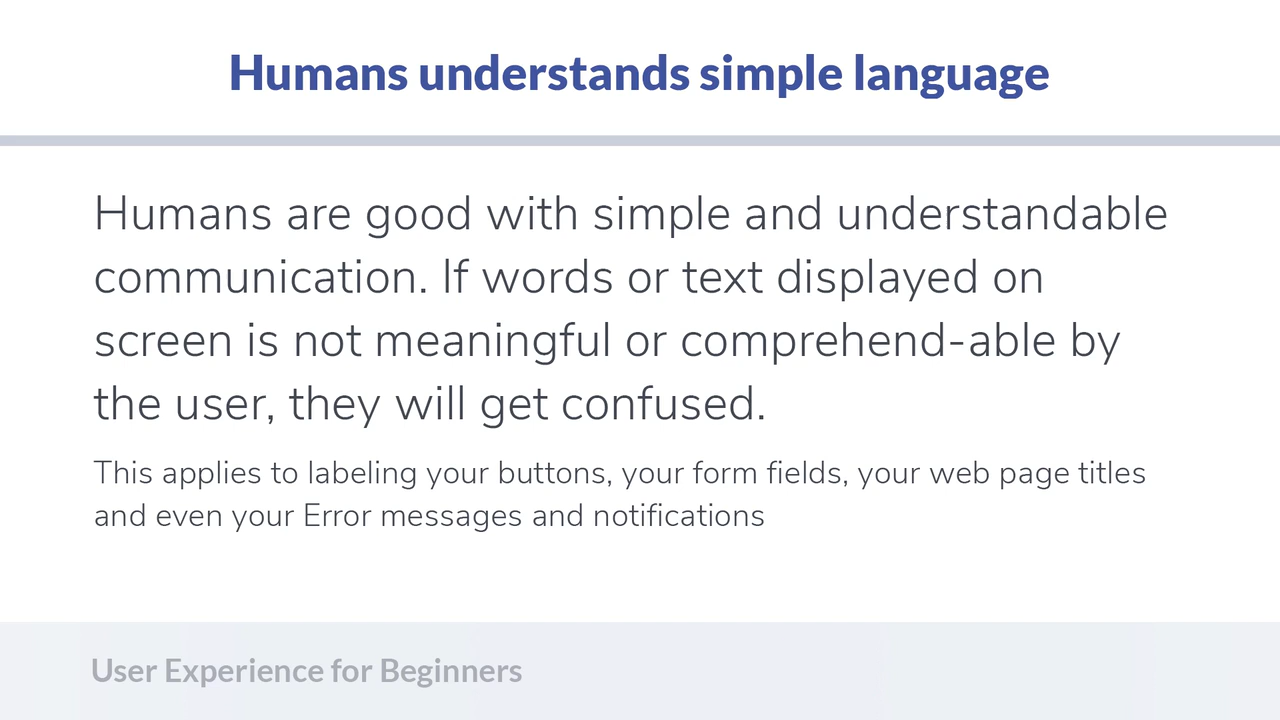 Humans understands simple language
Humans are good with simple and understandable
communication. If words or text displayed on
screen is not meaningful or comprehend-able by
the user, they will get confused.
This applies to labeling your buttons, your form fields, your web page titles
and even your Error messages and notifications
User Experience for Beginners